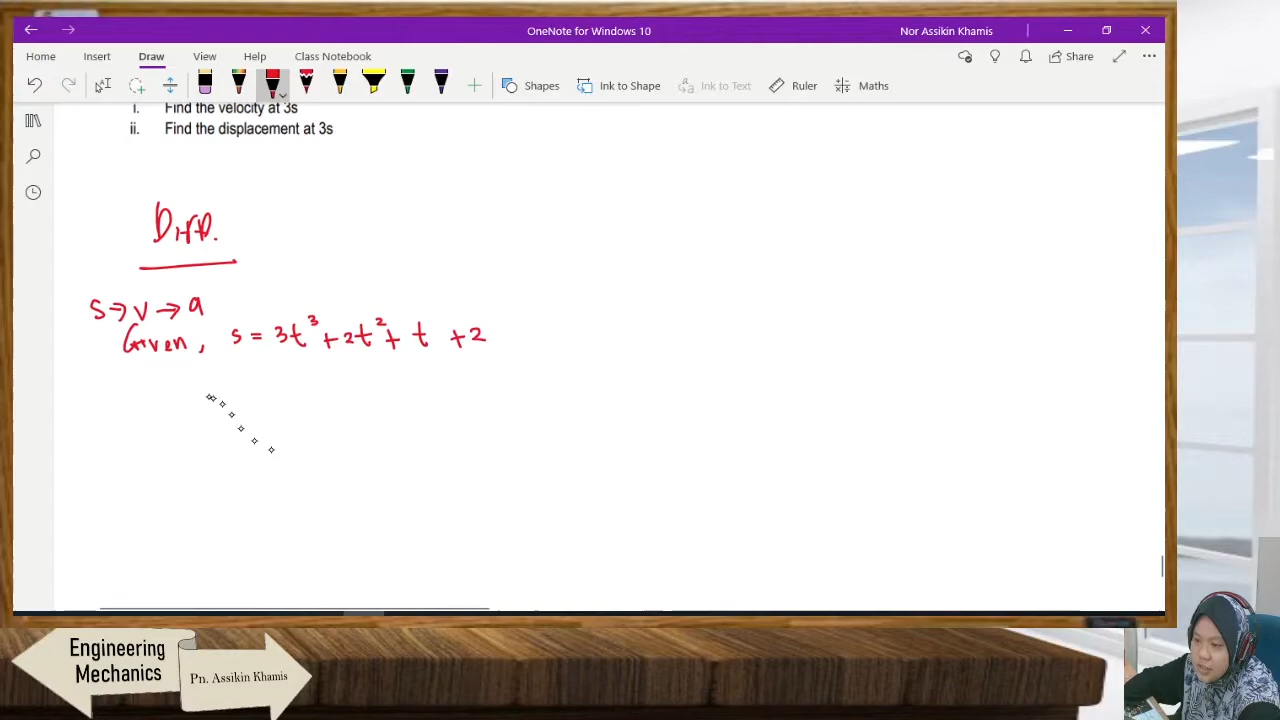 OneNote for Windows 10
Nor Assikin Khamis
Home Insert Draw View Help Class Notebook
Share
Shapes Ink to Shape Ink to Text Ruler Maths
i. Find the velocity at 3s
ii. Find the displacement at 3s
Diff.
s → v → a
Given, s = 3t³ + 2t² + t + 2
Engineering
Mechanics
Pn. Assikin Khamis